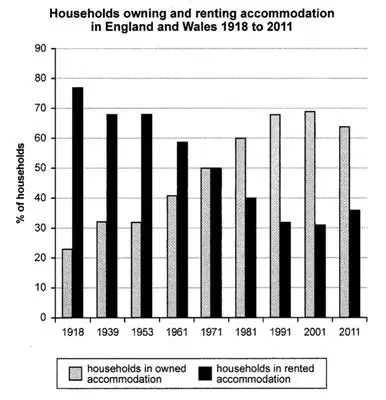 Households owning and renting accommodation
in England and Wales 1918 to 2011
90
80
70
60
50
40
30
20
10
0
% of households
1918 1939 1953 1961 1971 1981 1991 2001 2011
households in owned
accommodation
households in rented
accommodation